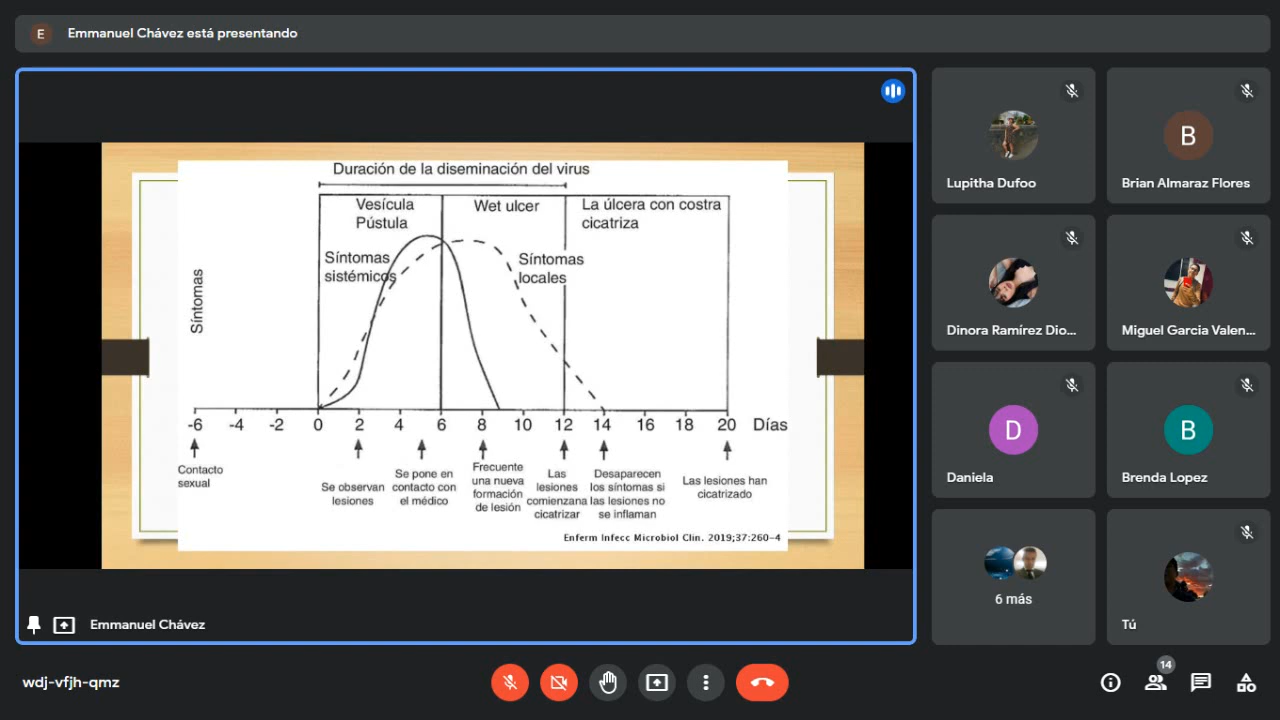 E
Emmanuel Chávez está presentando
Duración de la diseminación del virus
Vesícula
Pústula
Wet ulcer
La úlcera con costra
cicatriza
Síntomas
sistémicos
Síntomas
locales
Síntomas
-6 -4 -2 0 2 4 6 8 10 12 14 16 18 20 Días
Contacto
sexual
Se observan
lesiones
Se pone en
contacto con
el médico
Frecuente
una nueva
formación
de lesión
Las
lesiones
comienzana
cicatrizar
Desaparecen
los síntomas si
las lesiones no
se inflaman
Las lesiones han
cicatrizado
Enferm Infecc Microbiol Clin. 2019;37:260-4
Emmanuel Chávez
Lupitha Dufoo
B
Brian Almaraz Flores
Dinora Ramírez Dio...
Miguel Garcia Valen...
D
Daniela
B
Brenda Lopez
6 más
Tú
wdj-vfjh-qmz
14